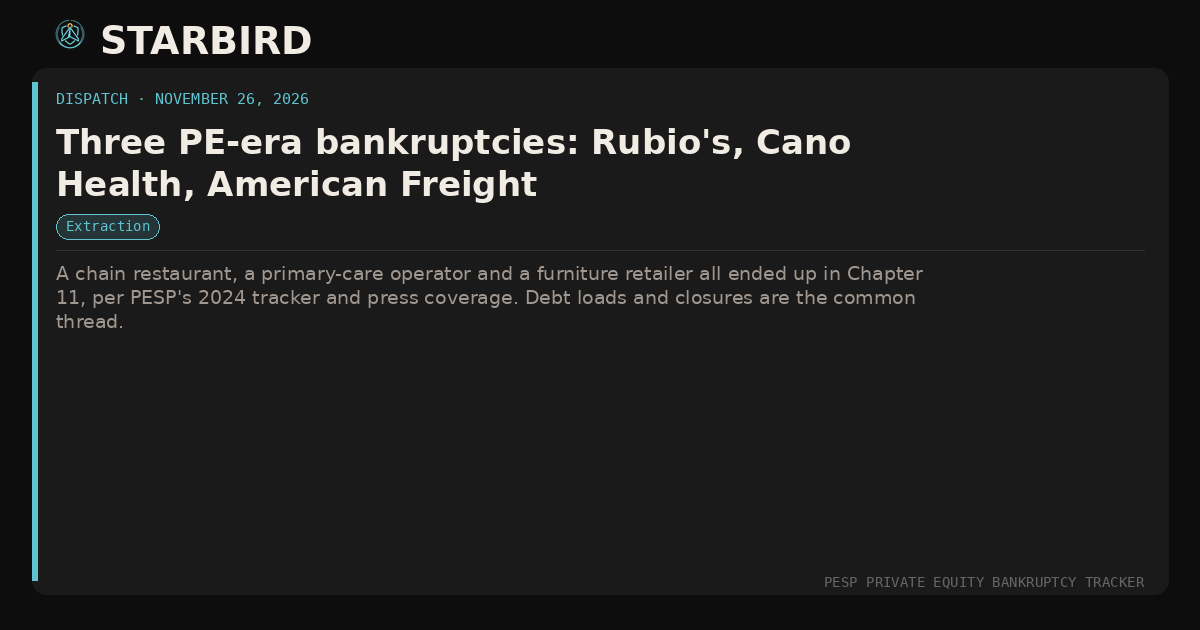 STARBIRD
DISPATCH · NOVEMBER 26, 2026
Three PE-era bankruptcies: Rubio's, Cano
Health, American Freight
Extraction
A chain restaurant, a primary-care operator and a furniture retailer all ended up in Chapter
11, per PESP's 2024 tracker and press coverage. Debt loads and closures are the common
thread.
PESP PRIVATE EQUITY BANKRUPTCY TRACKER